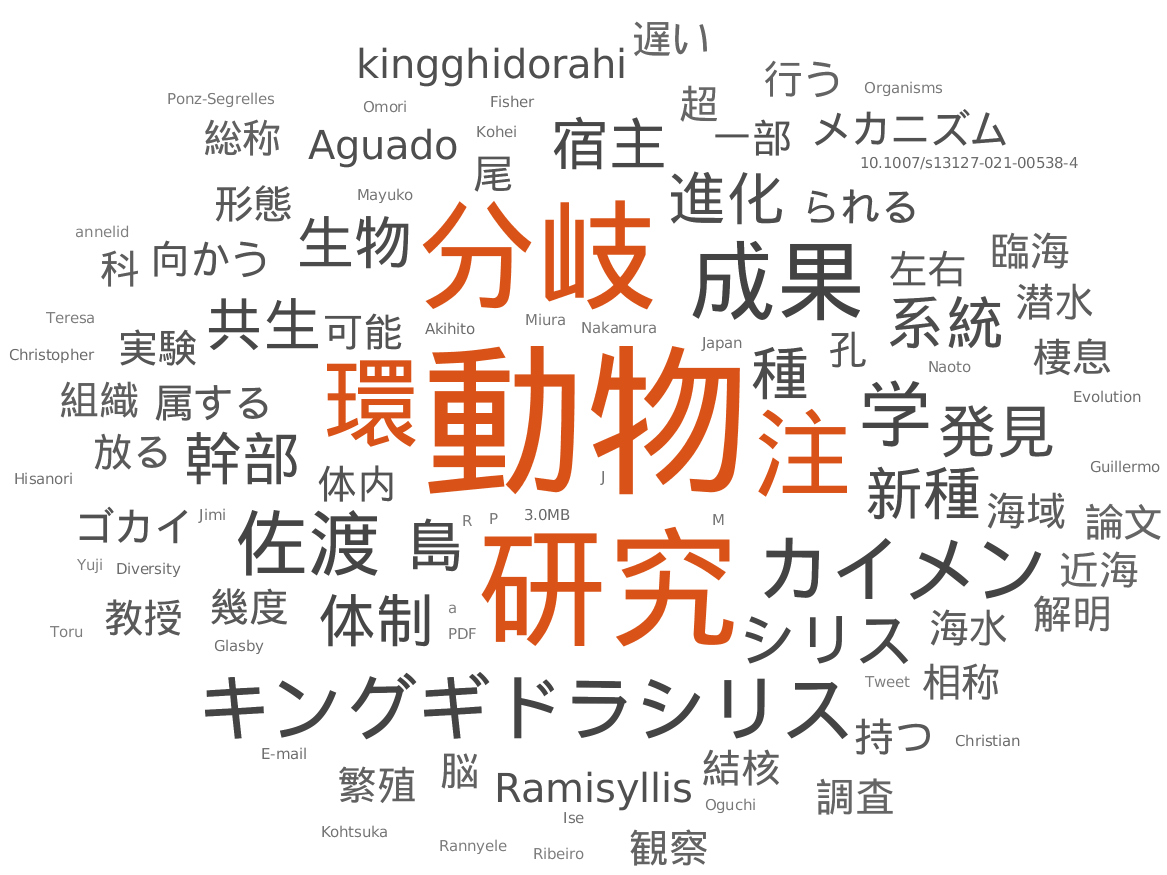 遅い
kingghidorahi
行う
Organisms
Ponz-Segrelles
Omori
Fisher
超
総称
Aguado
Kohei
宿主
一部
メカニズム
10.1007/s13127-021-00538-4
尾
形態
Mayuko
進化
られる
annelid
科
向かう
生物
分岐
成果
左右
臨海
Teresa
共生
可能
Akihito
Miura
Nakamura
系統
潜水
Christopher
実験
Japan
孔
棲息
環
動物
種
Naoto
組織
属する
注
学
発見
Evolution
放る
幹部
Guillermo
Hisanori
体内
J
新種
海域
論文
ゴカイ
Jimi
佐渡
島
R
P
3.0MB
M
Yuji
Diversity
研究
カイメン
近海
教授
幾度
体制
a
シリス
海水
解明
Toru
Glasby
PDF
キングギドラシリス
Tweet
相称
持つ
Christian
E-mail
繁殖
脳
Ramisyllis
結核
調査
Oguchi
Ise
Kohtsuka
Rannyele
Ribeiro
観察